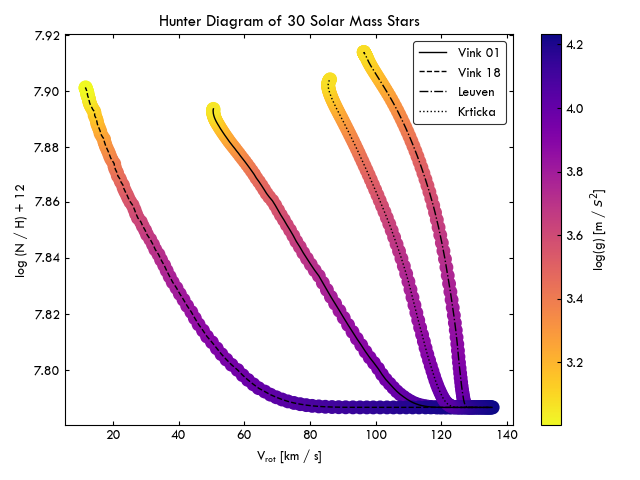 Hunter Diagram of 30 Solar Mass Stars
7.92
7.90
7.88
7.86
7.84
7.82
7.80
log (N / H) + 12
20
40
60
80
100
120
140
V_rot [km / s]
Vink 01
Vink 18
Leuven
Krticka
4.2
4.0
3.8
3.6
3.4
3.2
log(g) [m / s²]